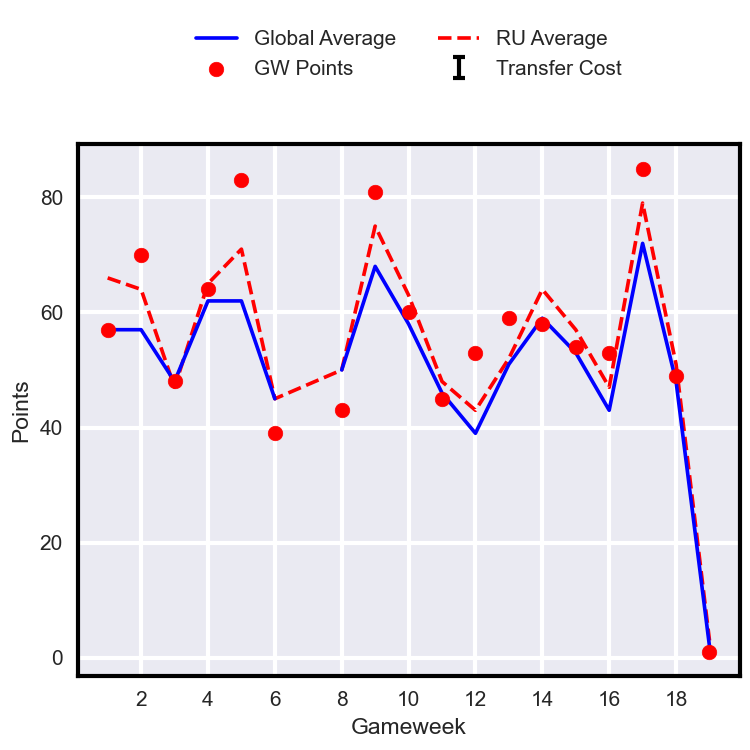 Global Average
RU Average
GW Points
Transfer Cost
80
60
40
20
0
Points
2 4 6 8 10 12 14 16 18
Gameweek